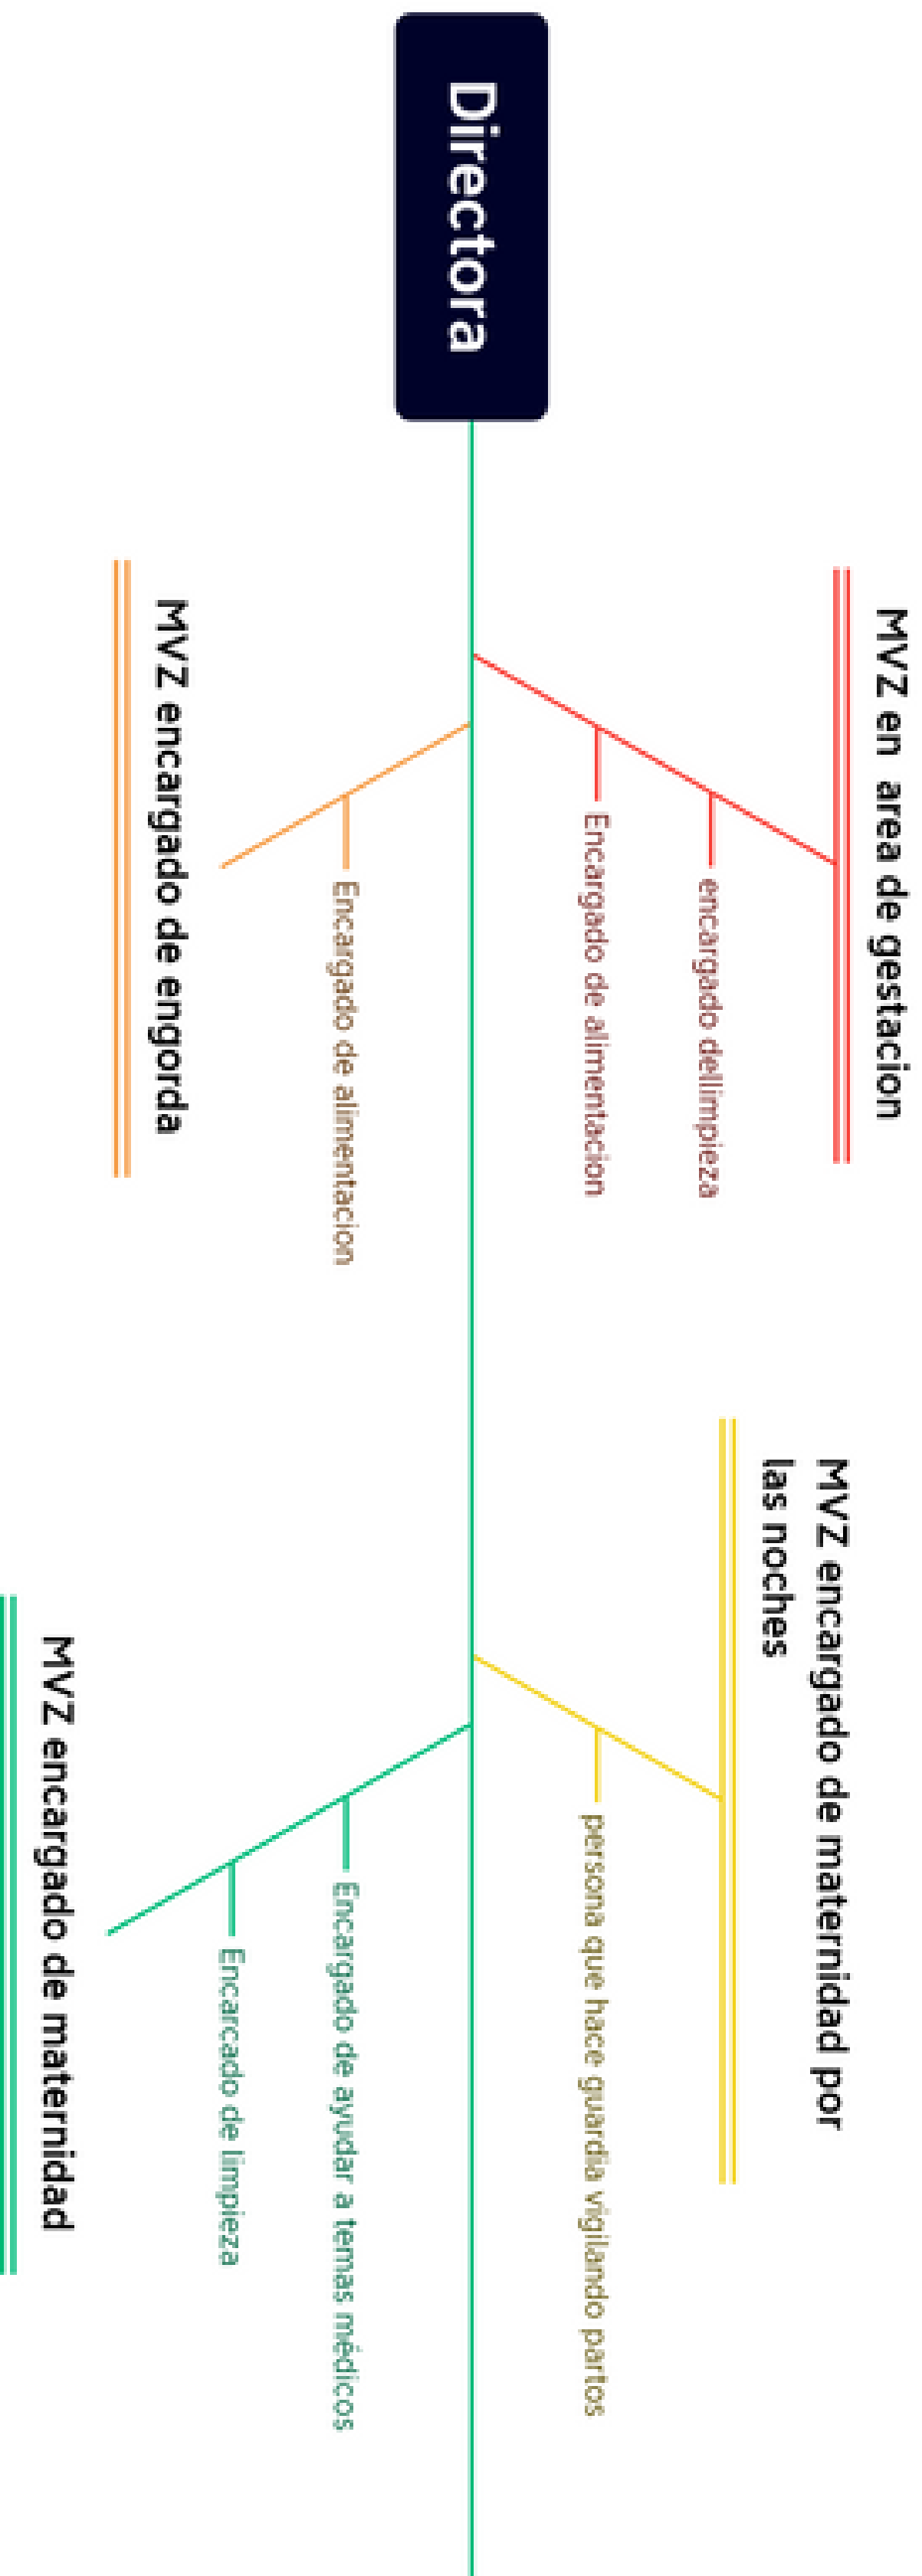 Directora
MVZ en area de gestacion
encargado dellimpieza
Encargado de alimentacion
MVZ encargado de engorda
Encargado de alimentacion
MVZ encargado de maternidad por
las noches
persona que hace guardia vigilando partos
MVZ encargado de maternidad
Encargado de ayudar a temas médicos
Encarcado de limpieza